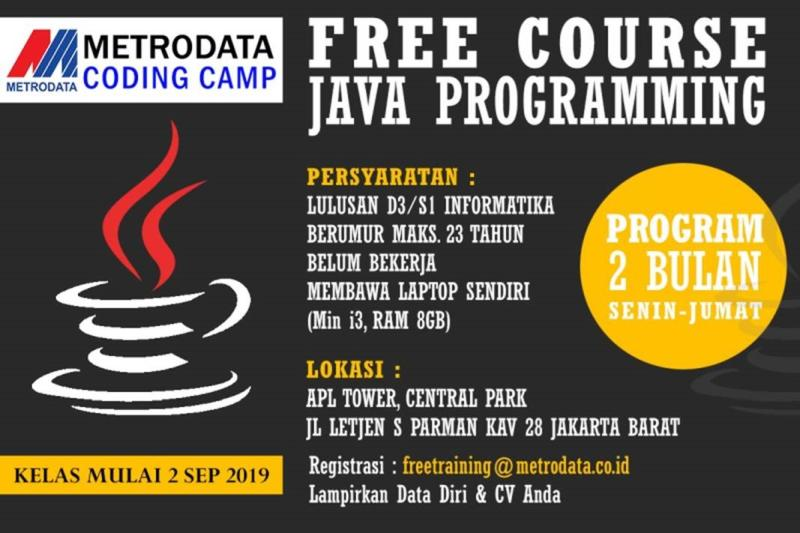 METRODATA
METRODATA
CODING CAMP
FREE COURSE
JAVA PROGRAMMING
PERSYARATAN :
LULUSAN D3/S1 INFORMATIKA
BERUMUR MAKS. 23 TAHUN
BELUM BEKERJA
MEMBAWA LAPTOP SENDIRI
(Min i3, RAM 8GB)
PROGRAM
2 BULAN
SENIN-JUMAT
LOKASI :
APL TOWER, CENTRAL PARK
JL LETJEN S PARMAN KAV 28 JAKARTA BARAT
Registrasi : freetraining@metrodata.co.id
Lampirkan Data Diri & CV Anda
KELAS MULAI 2 SEP 2019